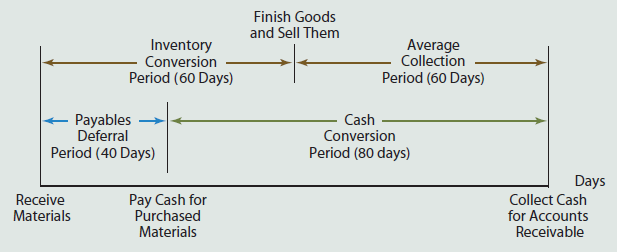 Finish Goods
and Sell Them
Inventory
Conversion
Period (60 Days)
Average
Collection
Period (60 Days)
Payables
Deferral
Period (40 Days)
Cash
Conversion
Period (80 days)
Days
Receive
Materials
Pay Cash for
Purchased
Materials
Collect Cash
for Accounts
Receivable